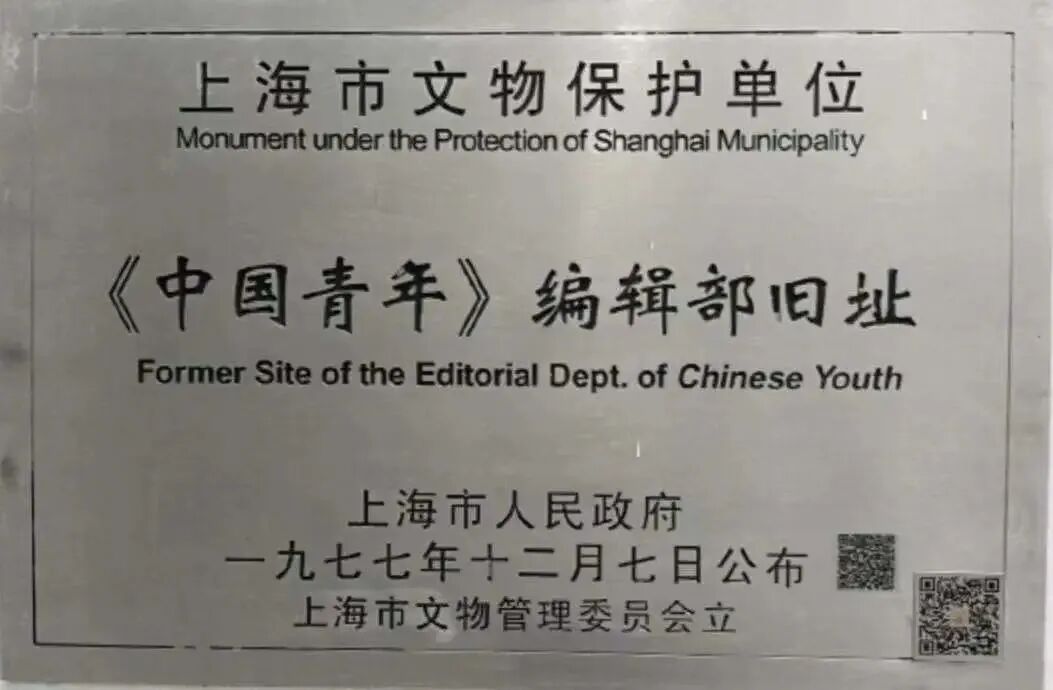 上海市文物保护单位
Monument under the Protection of Shanghai Municipality
《中国青年》编辑部旧址
Former Site of the Editorial Dept. of Chinese Youth
上海市人民政府
一九七七年十二月七日公布
上海市文物管理委员会立